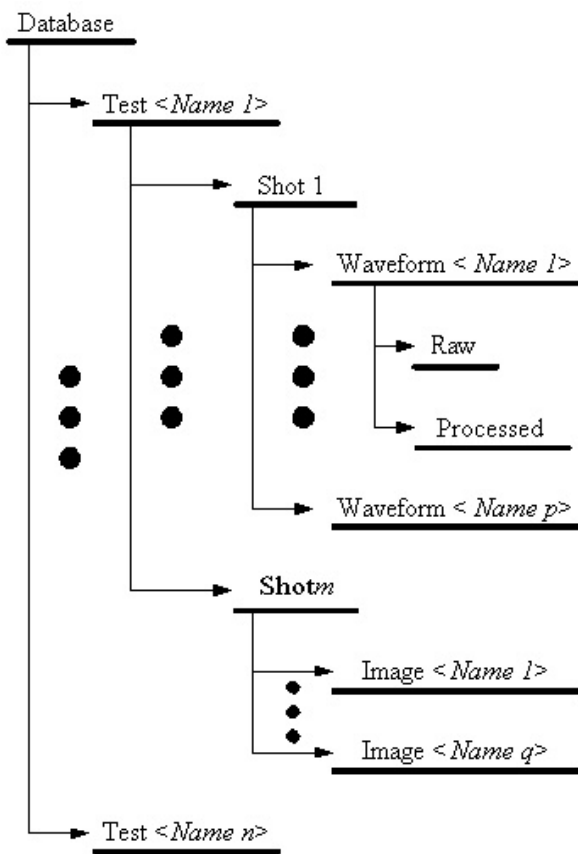 Database
Test <Name 1>
Shot 1
Waveform < Name 1>
Raw
Processed
Waveform < Name p>
Shotm
Image <Name 1>
Image <Name q>
Test <Name n>